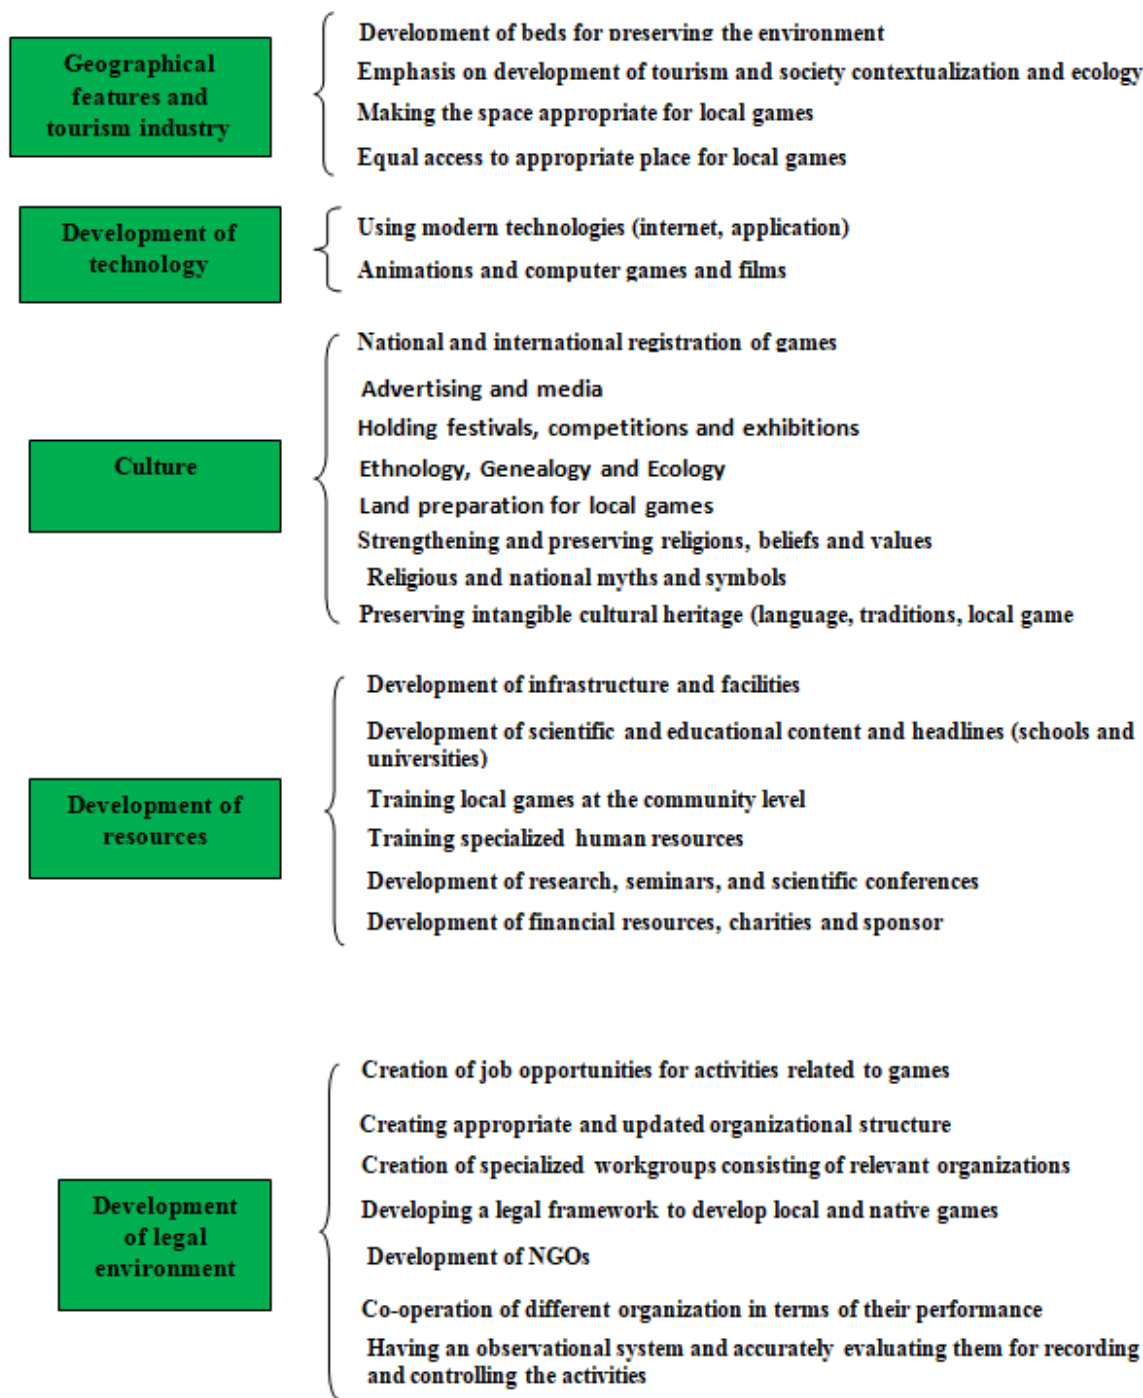 Geographical
features and
tourism industry
Development of beds for preserving the environment
Emphasis on development of tourism and society contextualization and ecology
Making the space appropriate for local games
Equal access to appropriate place for local games
Development of
technology
Using modern technologies (internet, application)
Animations and computer games and films
Culture
National and international registration of games
Advertising and media
Holding festivals, competitions and exhibitions
Ethnology, Genealogy and Ecology
Land preparation for local games
Strengthening and preserving religions, beliefs and values
Religious and national myths and symbols
Preserving intangible cultural heritage (language, traditions, local game
Development of
resources
Development of infrastructure and facilities
Development of scientific and educational content and headlines (schools and
universities)
Training local games at the community level
Training specialized human resources
Development of research, seminars, and scientific conferences
Development of financial resources, charities and sponsor
Development
of legal
environment
Creation of job opportunities for activities related to games
Creating appropriate and updated organizational structure
Creation of specialized workgroups consisting of relevant organizations
Developing a legal framework to develop local and native games
Development of NGOs
Co-operation of different organization in terms of their performance
Having an observational system and accurately evaluating them for recording
and controlling the activities